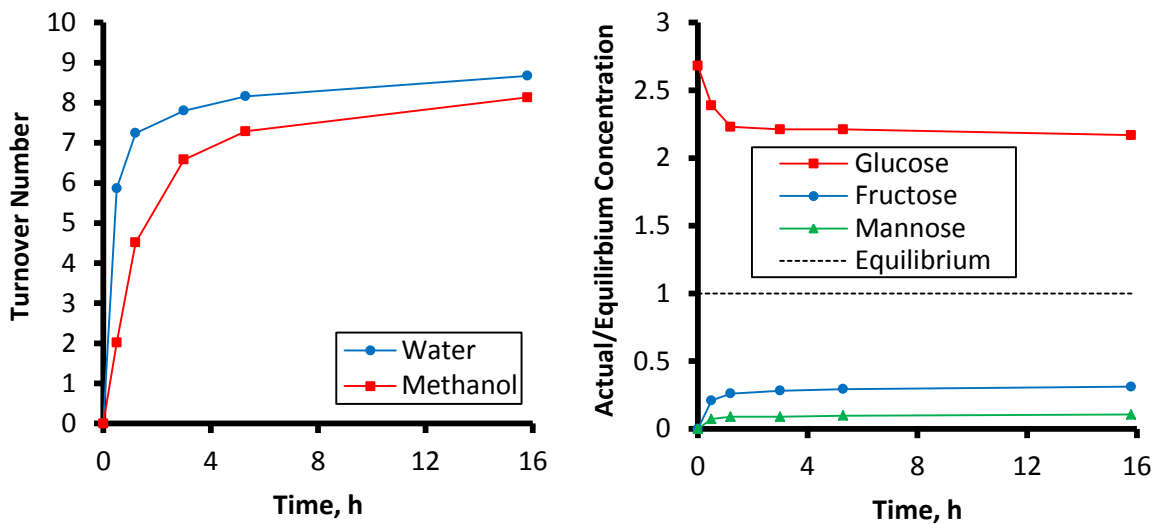 Turnover Number
10
9
8
7
6
5
4
3
2
1
0
Water
Methanol
0 4 8 12 16
Time, h
Actual/Equilirbium Concentration
3
2.5
2
1.5
1
0.5
0
Glucose
Fructose
Mannose
Equilibrium
0 4 8 12 16
Time, h